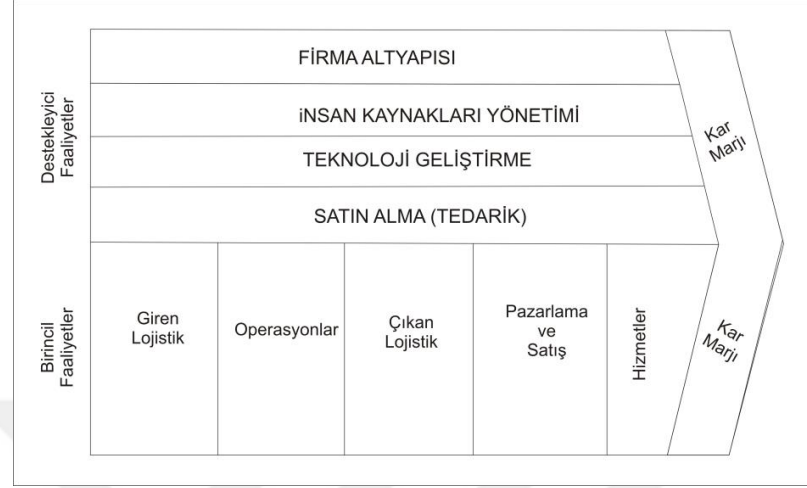 Destekleyici
Faaliyetler
FİRMA ALTYAPISI
iNSAN KAYNAKLARI YÖNETİMİ
TEKNOLOJİ GELİŞTİRME
SATIN ALMA (TEDARİK)
Kar
Marjı
Birincil
Faaliyetler
Giren
Lojistik
Operasyonlar
Çıkan
Lojistik
Pazarlama
ve
Satış
Hizmetler
Kar
Marjı